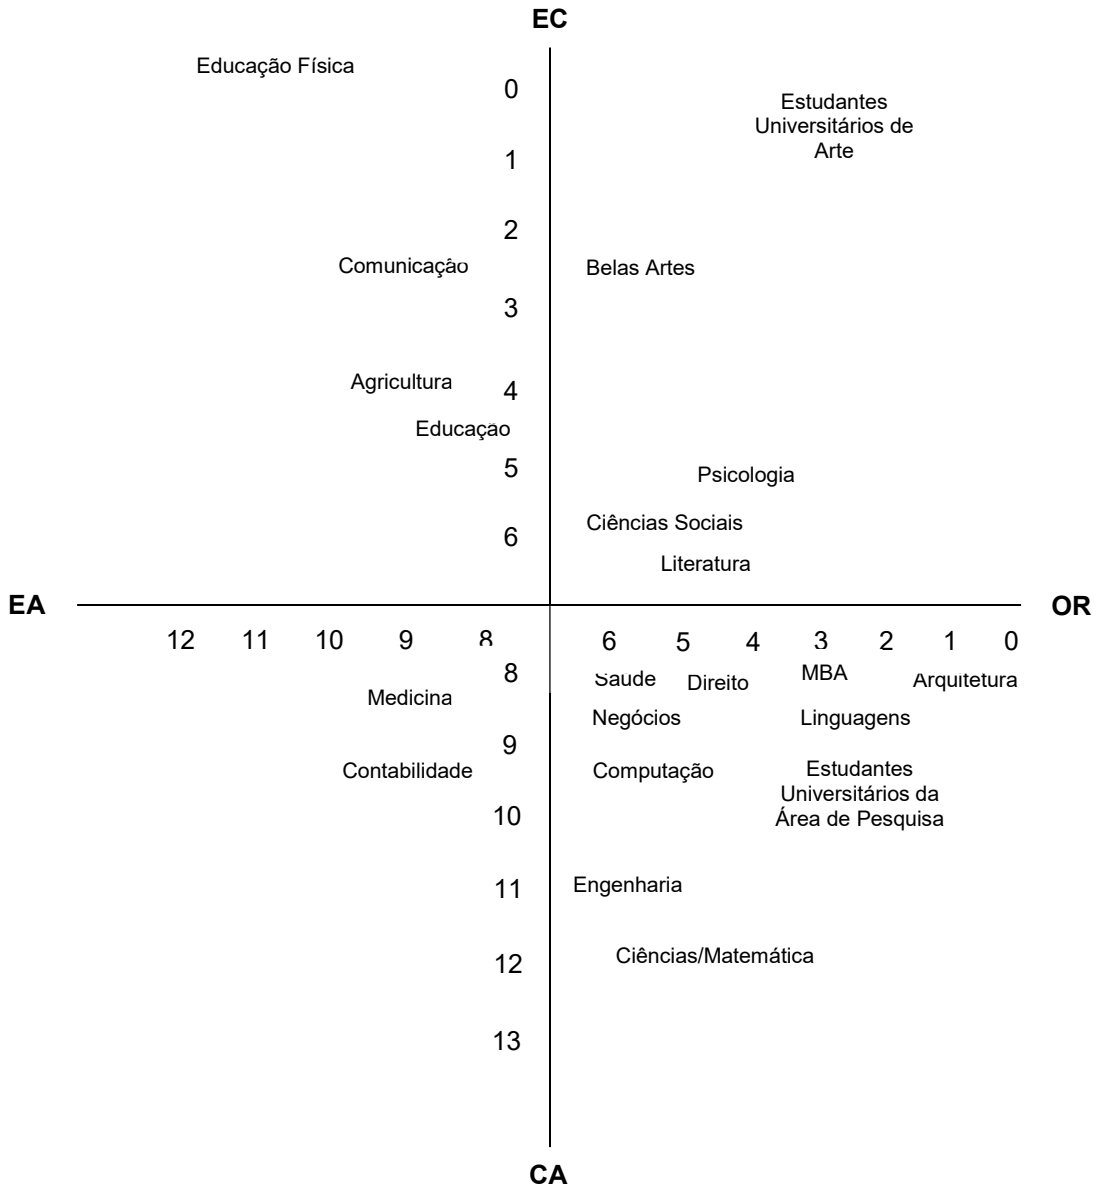 EC
Educação Física
0
Estudantes
Universitários de
Arte
1
2
Comunicação
Belas Artes
3
Agricultura
4
Educação
5
Psicologia
Ciências Sociais
6
Literatura
EA
OR
12 11 10 9 8 6 5 4 3 2 1 0
8
Saúde
Direito
MBA
Arquitetura
Medicina
Negócios
Linguagens
9
Contabilidade
Computação
Estudantes
Universitários da
Área de Pesquisa
10
11
Engenharia
12
Ciências/Matemática
13
CA